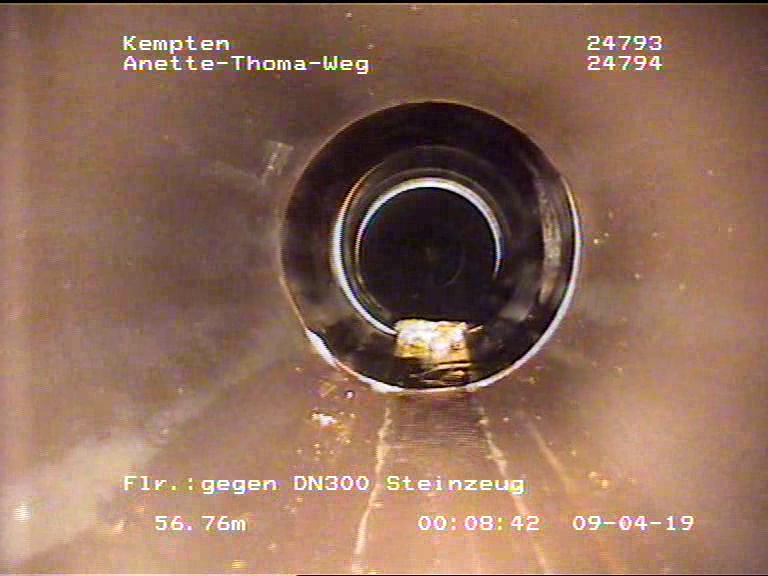 Kempten 24793
Anette-Thoma-Weg 24794
Flr.:gegen DN300 Steinzeug
56.76m 00:08:42 09-04-19